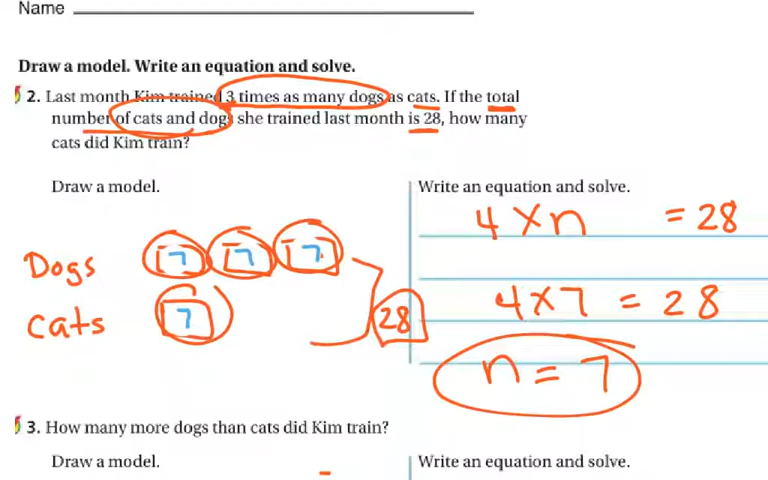 Name
Draw a model. Write an equation and solve.
2. Last month Kim trained 3 times as many dogs as cats. If the total
number of cats and dogs she trained last month is 28, how many
cats did Kim train?
Draw a model.
Write an equation and solve.
4 × n = 28
Dogs 7 7 7
4 × 7 = 28
cats 7
28
n = 7
3. How many more dogs than cats did Kim train?
Draw a model.
Write an equation and solve.